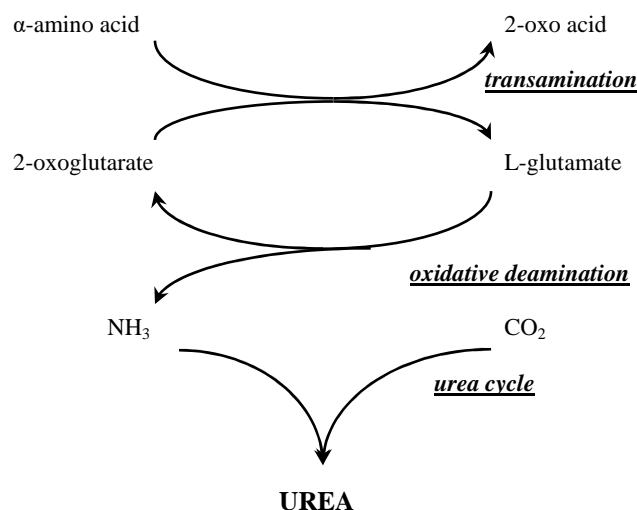 α-amino acid
2-oxo acid
transamination
2-oxoglutarate
L-glutamate
oxidative deamination
NH₃
CO₂
urea cycle
UREA